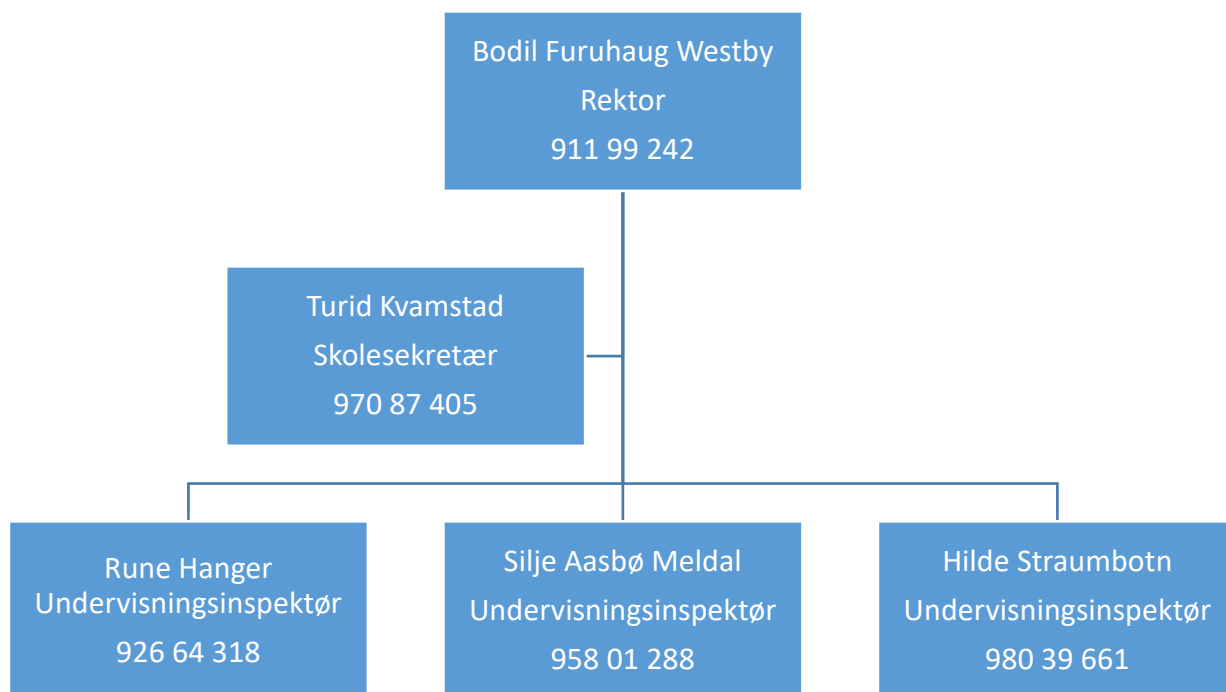 Bodil Furuhaug Westby
Rektor
911 99 242
Turid Kvamstad
Skolesekretær
970 87 405
Rune Hanger
Undervisningsinspektør
926 64 318
Silje Aasbø Meldal
Undervisningsinspektør
958 01 288
Hilde Straumbotn
Undervisningsinspektør
980 39 661